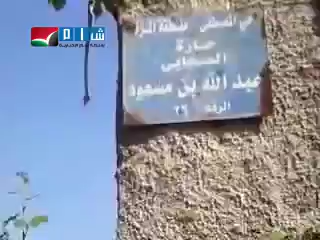 شام
حي المصطفى منطقة المزة
حارة
الصحابي
عبد الله بن مسعود
الرقم ٢٦